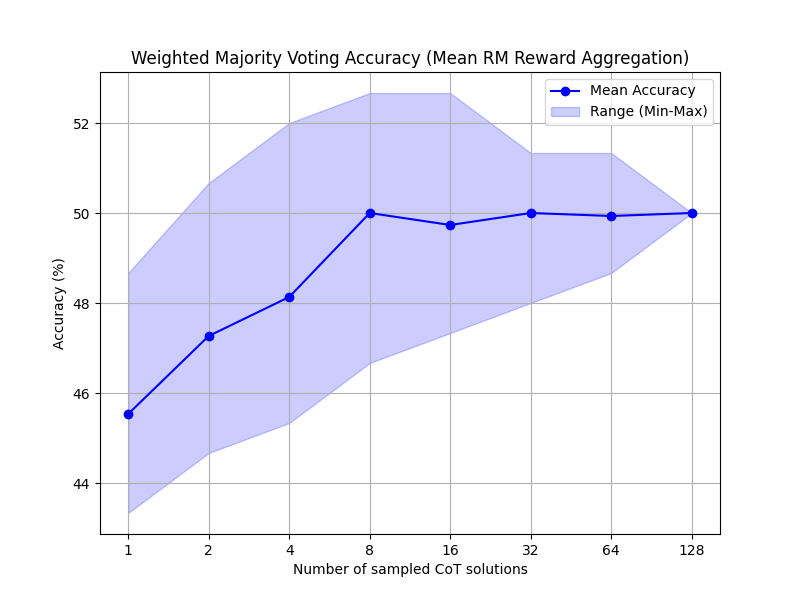 Weighted Majority Voting Accuracy (Mean RM Reward Aggregation)
Mean Accuracy
Range (Min-Max)
Accuracy (%)
52
50
48
46
44
1 2 4 8 16 32 64 128
Number of sampled CoT solutions